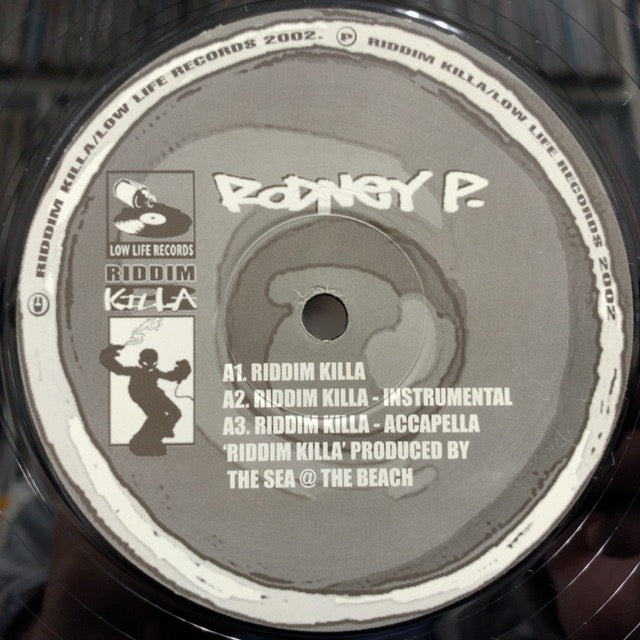 © RIDDIM KILLA/LOW LIFE RECORDS 2002. ℗ RIDDIM KILLA/LOW LIFE RECORDS 2002
RODNEY P.
LOW LIFE RECORDS
RIDDIM
KILLA
A1. RIDDIM KILLA
A2. RIDDIM KILLA - INSTRUMENTAL
A3. RIDDIM KILLA - ACCAPELLA
RIDDIM KILLA PRODUCED BY
THE SEA @ THE BEACH